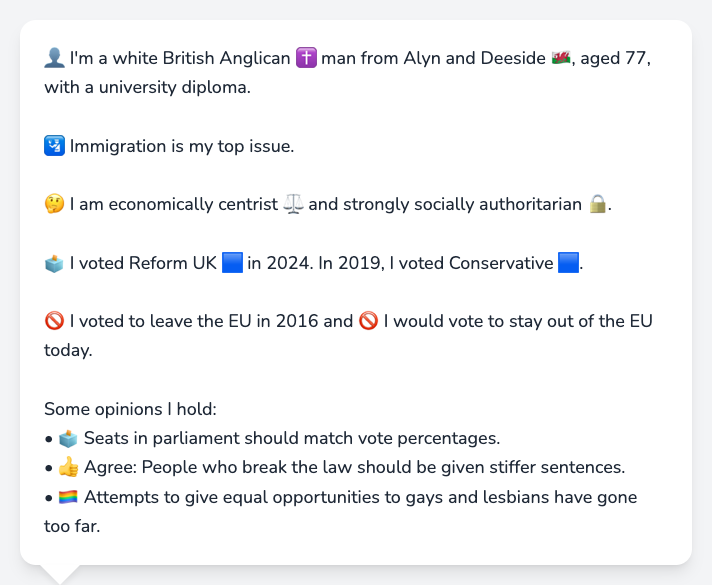 👤 I'm a white British Anglican ✝️ man from Alyn and Deeside 🏴󠁧󠁢󠁷󠁬󠁳󠁿, aged 77,
with a university diploma.
🛂 Immigration is my top issue.
🤔 I am economically centrist ⚖️ and strongly socially authoritarian 🔒.
🗳️ I voted Reform UK 🟦 in 2024. In 2019, I voted Conservative 🟦.
🚫 I voted to leave the EU in 2016 and 🚫 I would vote to stay out of the EU
today.
Some opinions I hold:
• 🗳️ Seats in parliament should match vote percentages.
• 👍 Agree: People who break the law should be given stiffer sentences.
• 🏳️‍🌈 Attempts to give equal opportunities to gays and lesbians have gone
too far.